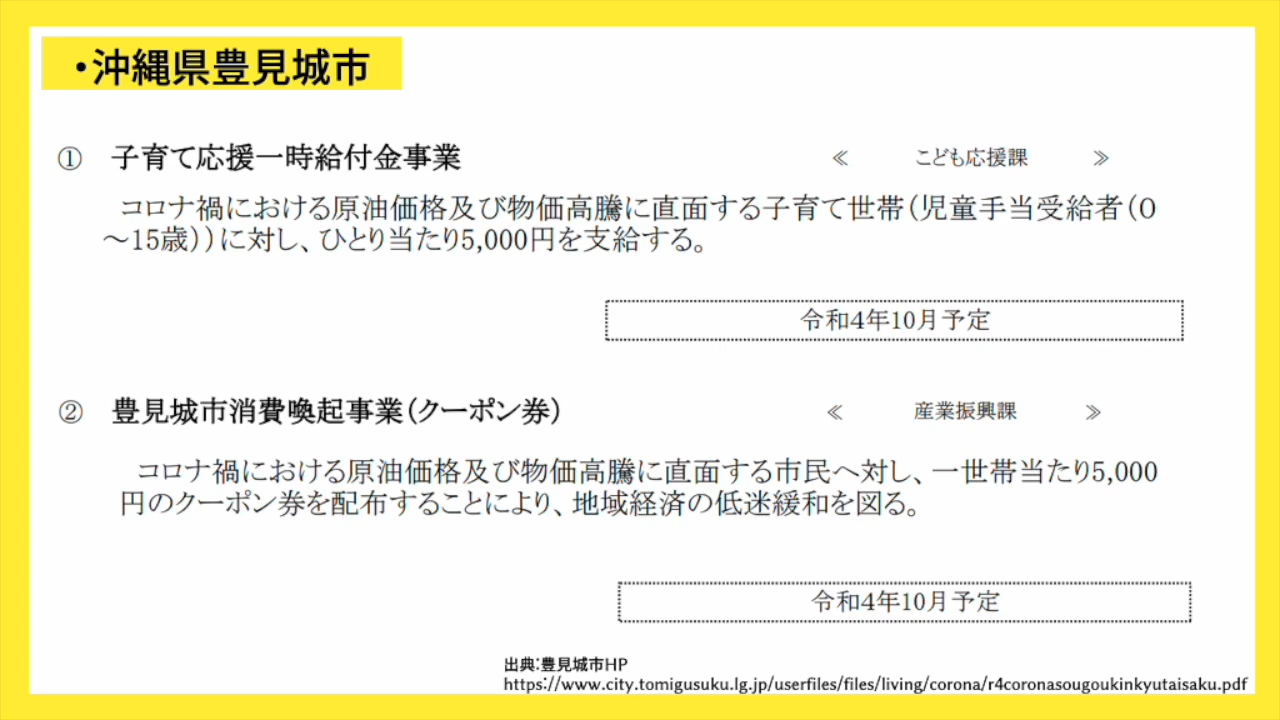 ・沖縄県豊見城市
① 子育て応援一時給付金事業 ≪ こども応援課 ≫
コロナ禍における原油価格及び物価高騰に直面する子育て世帯（児童手当受給者（０
～15歳））に対し、ひとり当たり5,000円を支給する。
令和4年10月予定
② 豊見城市消費喚起事業（クーポン券） ≪ 産業振興課 ≫
コロナ禍における原油価格及び物価高騰に直面する市民へ対し、一世帯当たり5,000
円のクーポン券を配布することにより、地域経済の低迷緩和を図る。
令和4年10月予定
出典：豊見城市HP
https://www.city.tomigusuku.lg.jp/userfiles/files/living/corona/r4coronasougoukinkyutaisaku.pdf